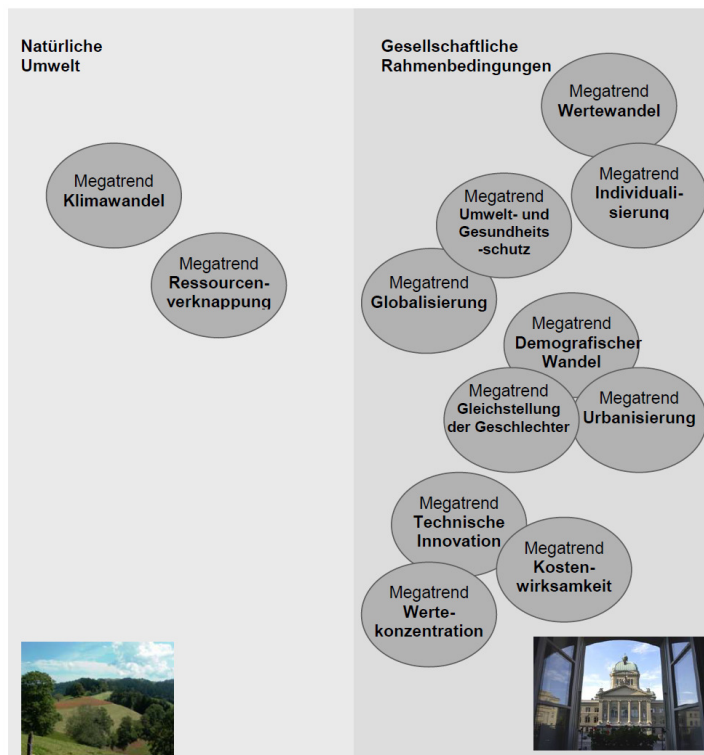 Natürliche
Umwelt
Megatrend
Klimawandel
Megatrend
Ressourcen-
verknappung
Gesellschaftliche
Rahmenbedingungen
Megatrend
Wertewandel
Megatrend
Individuali-
sierung
Megatrend
Umwelt- und
Gesundheits
-schutz
Megatrend
Globalisierung
Megatrend
Demografischer
Wandel
Megatrend
Gleichstellung
der Geschlechter
Megatrend
Urbanisierung
Megatrend
Technische
Innovation
Megatrend
Kosten-
wirksamkeit
Megatrend
Werte-
konzentration